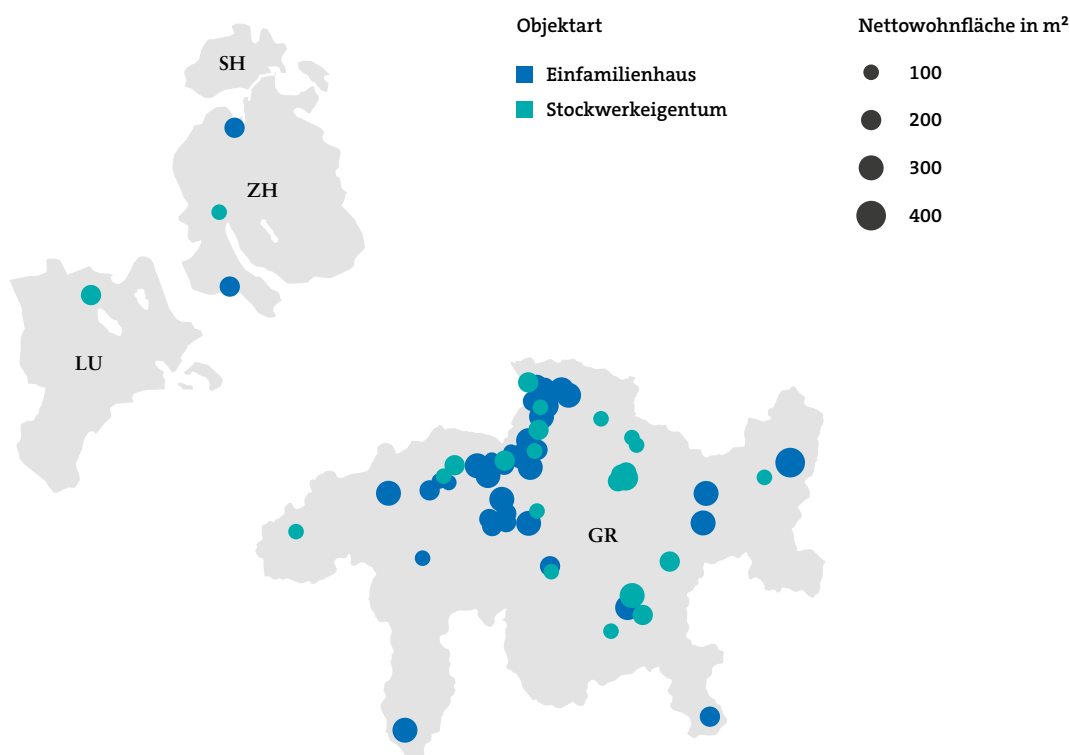 Objektart
Einfamilienhaus
Stockwerkeigentum
Nettowohnfläche in m²
100
200
300
400
SH
ZH
LU
GR